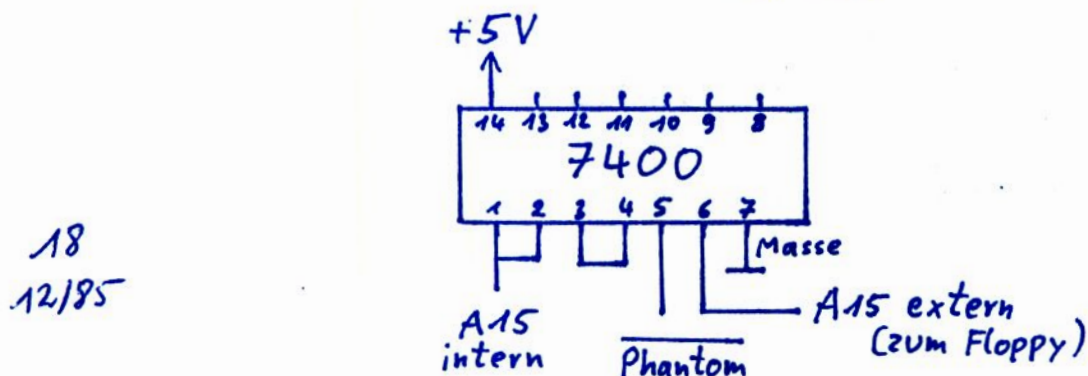 +5V
14 13 12 11 10 9 8
7400
1 2 3 4 5 6 7
Masse
18
12/85
A15 extern
(zum Floppy)
A15
intern
Phantom